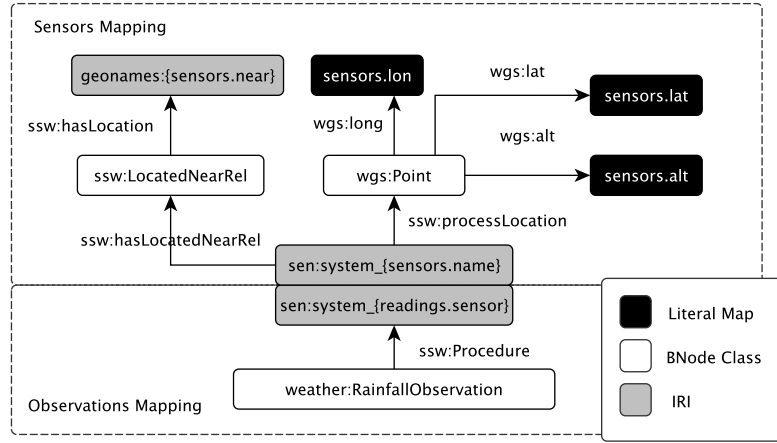 Sensors Mapping
geonames:{sensors.near}
sensors.lon
wgs:lat
sensors.lat
ssw:hasLocation
wgs:long
wgs:alt
ssw:LocatedNearRel
wgs:Point
sensors.alt
ssw:hasLocatedNearRel
ssw:processLocation
sen:system_{sensors.name}
sen:system_{readings.sensor}
ssw:Procedure
weather:RainfallObservation
Observations Mapping
Literal Map
BNode Class
IRI